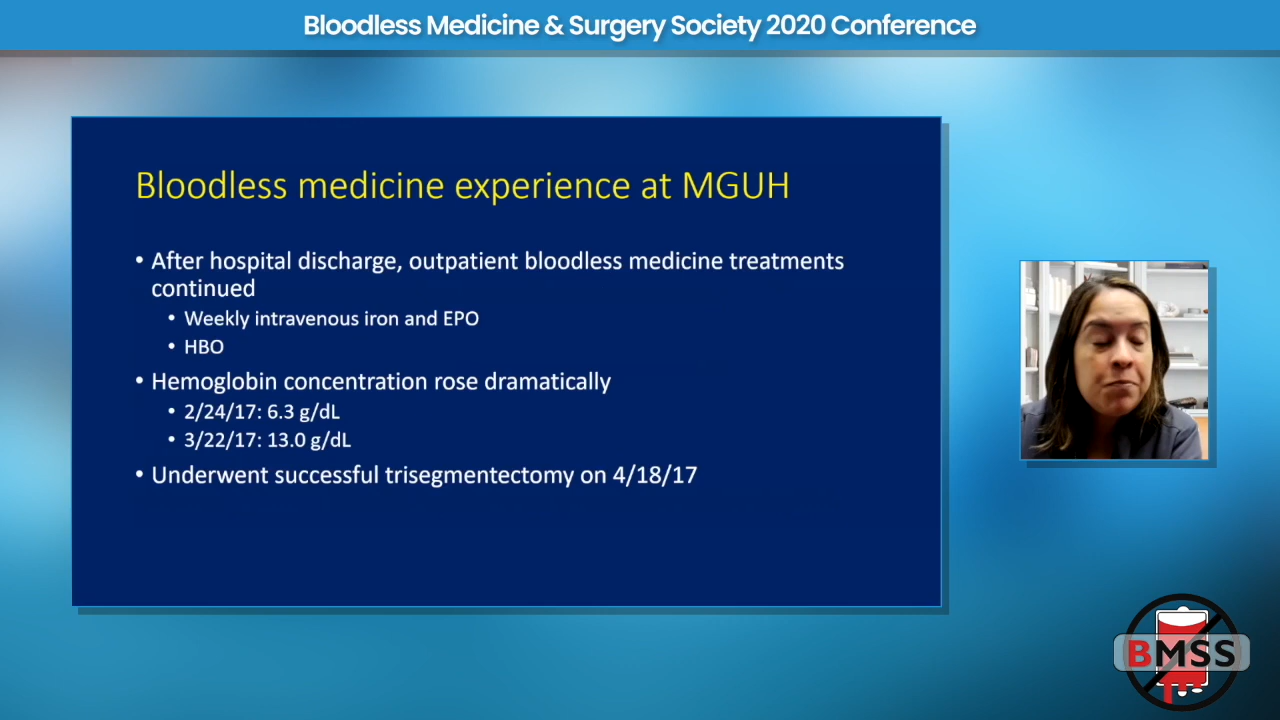 Bloodless Medicine & Surgery Society 2020 Conference
Bloodless medicine experience at MGUH
• After hospital discharge, outpatient bloodless medicine treatments
continued
• Weekly intravenous iron and EPO
• HBO
• Hemoglobin concentration rose dramatically
• 2/24/17: 6.3 g/dL
• 3/22/17: 13.0 g/dL
• Underwent successful trisegmentectomy on 4/18/17
BMSS